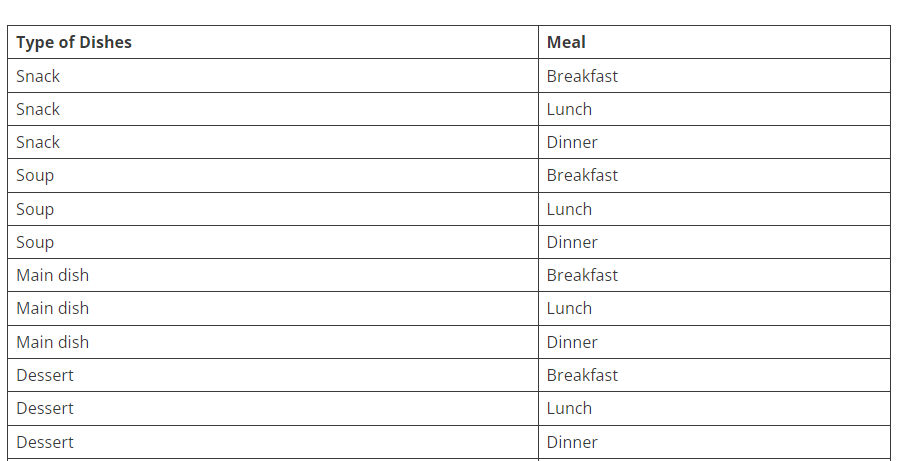 Type of Dishes Meal
Snack Breakfast
Snack Lunch
Snack Dinner
Soup Breakfast
Soup Lunch
Soup Dinner
Main dish Breakfast
Main dish Lunch
Main dish Dinner
Dessert Breakfast
Dessert Lunch
Dessert Dinner